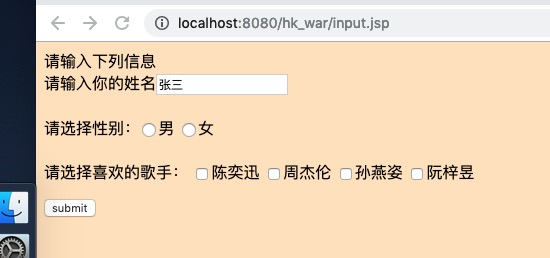 localhost:8080/hk_war/input.jsp
请输入下列信息
请输入你的姓名 张三
请选择性别： 男 女
请选择喜欢的歌手： 陈奕迅 周杰伦 孙燕姿 阮梓昱
submit